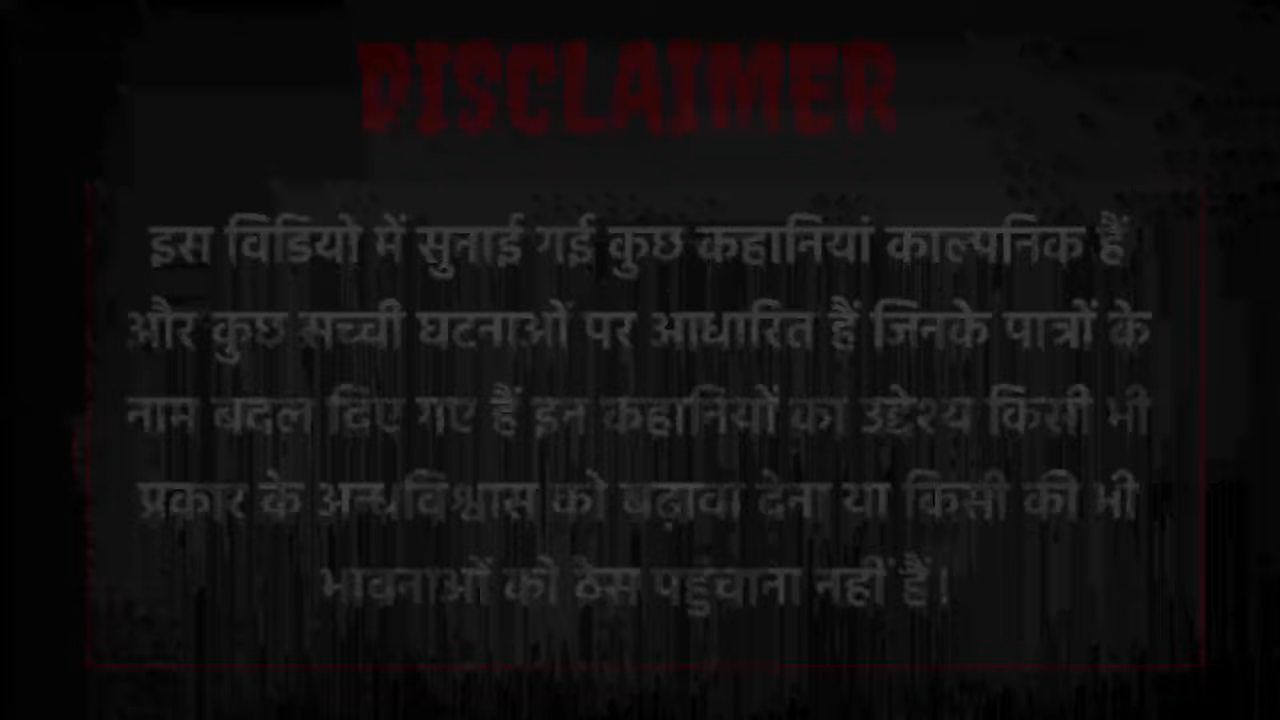 DISCLAIMER
इस विडियो में सुनाई गई कुछ कहानियां काल्पनिक हैं
और कुछ सच्ची घटनाओं पर आधारित हैं जिनके पात्रों के
नाम बदल दिए गए हैं इन कहानियों का उद्देश्य किसी भी
प्रकार के अन्धविश्वास को बढ़ावा देना या किसी की भी
भावनाओं को ठेस पहुंचाना नहीं हैं!